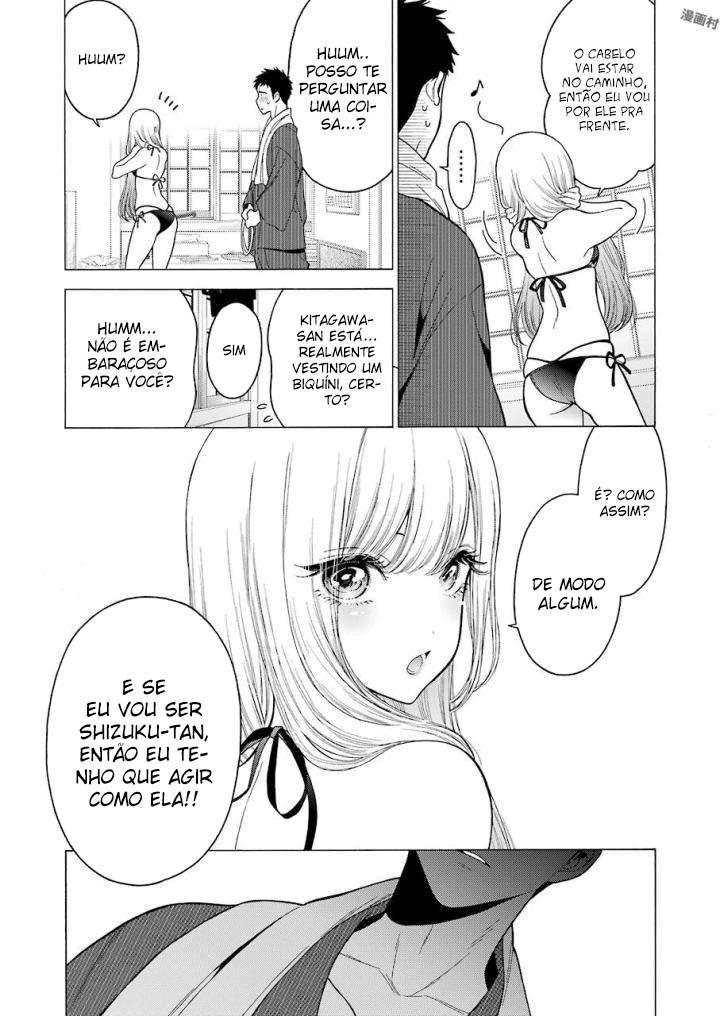 漫画村
O CABELO
VAI ESTAR
NO CAMINHO,
ENTÃO EU VOU
POR ELE PRA
FRENTE.
HUUM..
POSSO TE
PERGUNTAR
UMA COI-
SA...?
HUUM?
KITAGAWA-
SAN ESTÁ...
REALMENTE
VESTINDO UM
BIQUÍNI, CER-
TO?
SIM
HUMM...
NÃO É EM-
BARAÇOSO
PARA VOCÊ?
É? COMO
ASSIM?
DE MODO
ALGUM.
E SE
EU VOU SER
SHIZUKU-TAN,
ENTÃO EU TE-
NHO QUE AGIR
COMO ELA!!